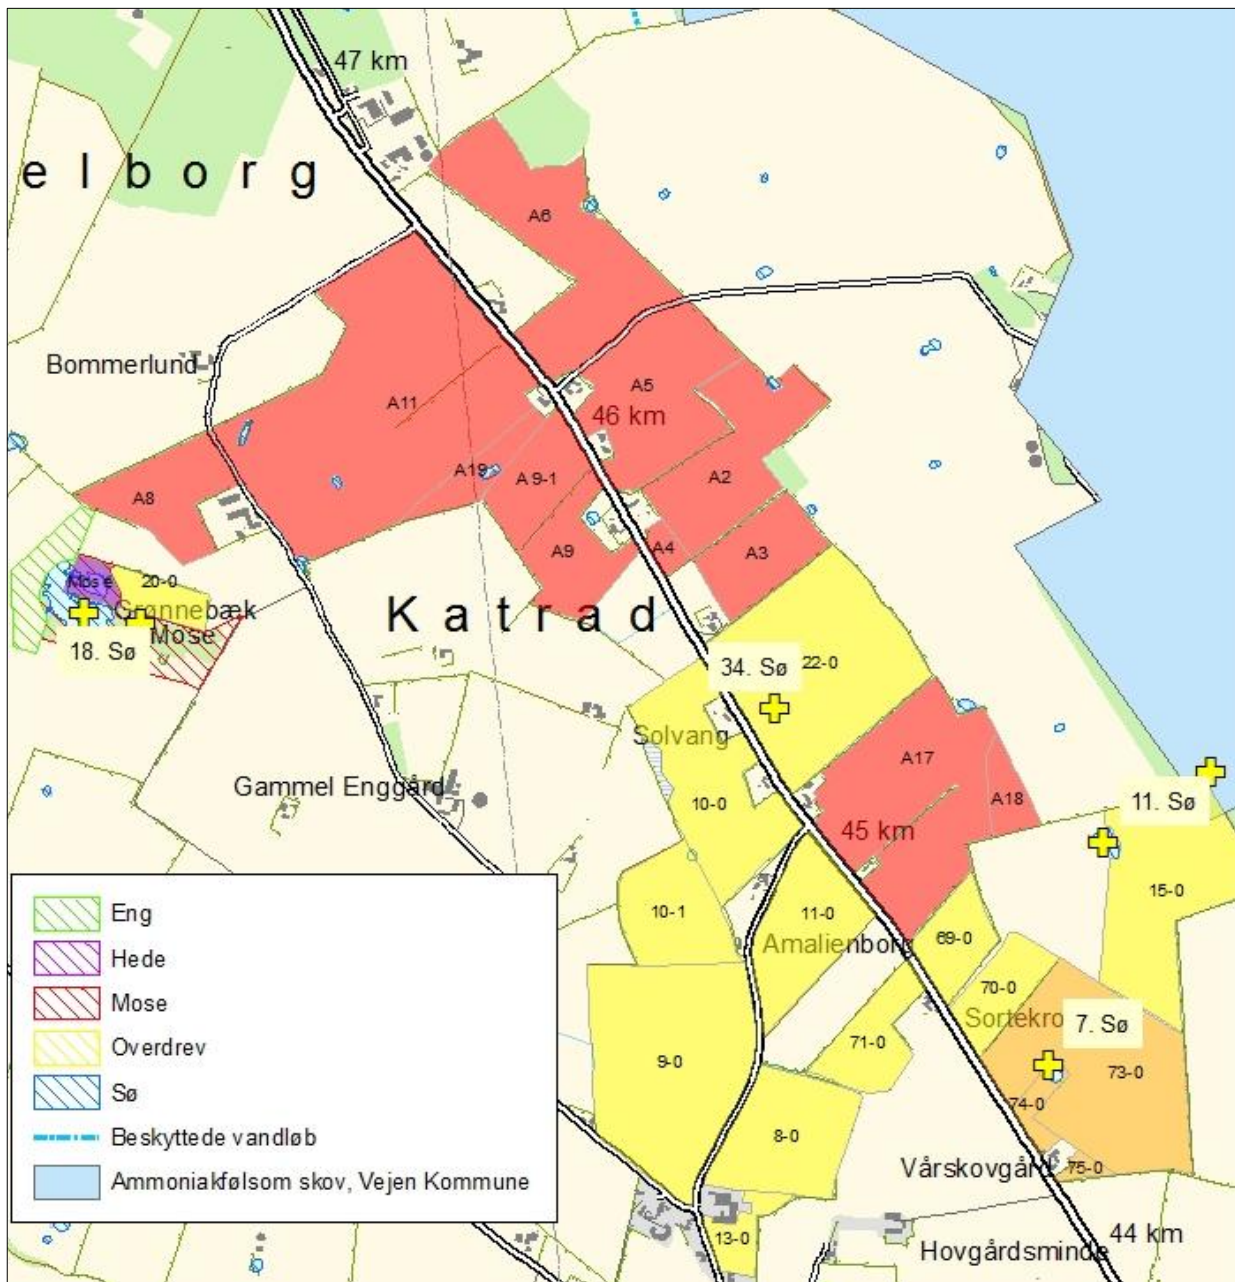 47 km
e l b o r g
A6
Bommerlund
A11
A5
46 km
A8
A19
A9-1
A2
A9
A4
A3
Mose
20-0
Grønnebæk
Mose
18. Sø
K a t r a d
34. Sø
22-0
Solvang
A17
Gammel Enggård
10-0
A18
11. Sø
45 km
15-0
10-1
11-0
Amalienborg
69-0
70-0
Sortekro
7. Sø
9-0
71-0
73-0
74-0
8-0
Vårskovgård
75-0
13-0
Hovgårdsminde
44 km
Eng
Hede
Mose
Overdrev
Sø
Beskyttede vandløb
Ammoniakfølsom skov, Vejen Kommune